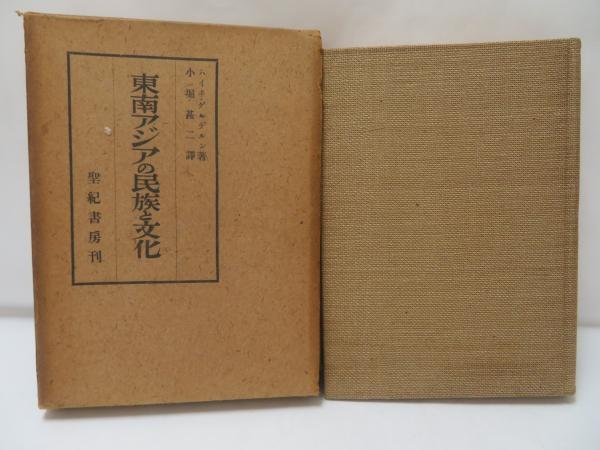 ハイネ・ゲルデルン著
小堀甚二譯
東南アジアの民族と文化
聖紀書房刊